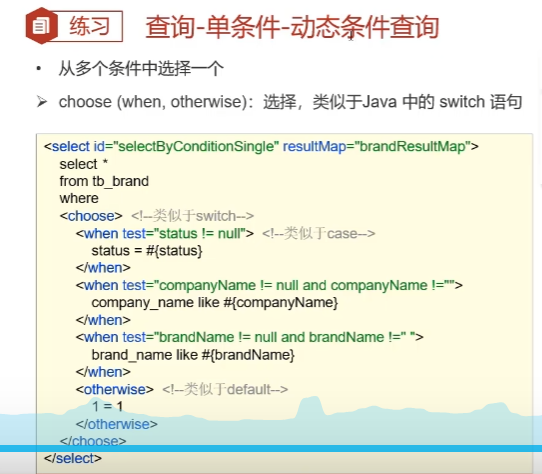 练习 查询-单条件-动态条件查询
• 从多个条件中选择一个
➢ choose (when, otherwise)：选择，类似于Java 中的 switch 语句
<select id="selectByConditionSingle" resultMap="brandResultMap">
select *
from tb_brand
where
<choose> <!--类似于switch-->
<when test="status != null"> <!--类似于case-->
status = #{status}
</when>
<when test="companyName != null and companyName !=''">
company_name like #{companyName}
</when>
<when test="brandName != null and brandName !=' '">
brand_name like #{brandName}
</when>
<otherwise> <!--类似于default-->
1 = 1
</otherwise>
</choose>
</select>